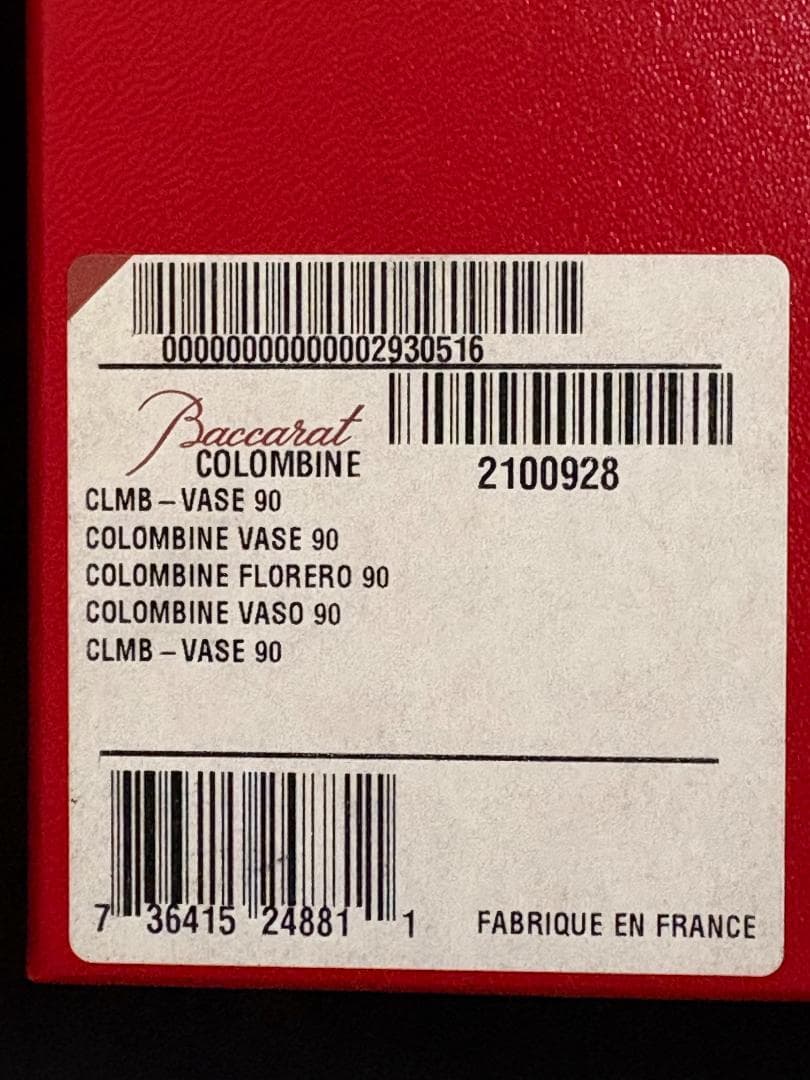 00000000000002930516
Baccarat
COLOMBINE
2100928
CLMB-VASE 90
COLOMBINE VASE 90
COLOMBINE FLORERO 90
COLOMBINE VASO 90
CLMB-VASE 90
7 36415 24881 1
FABRIQUE EN FRANCE